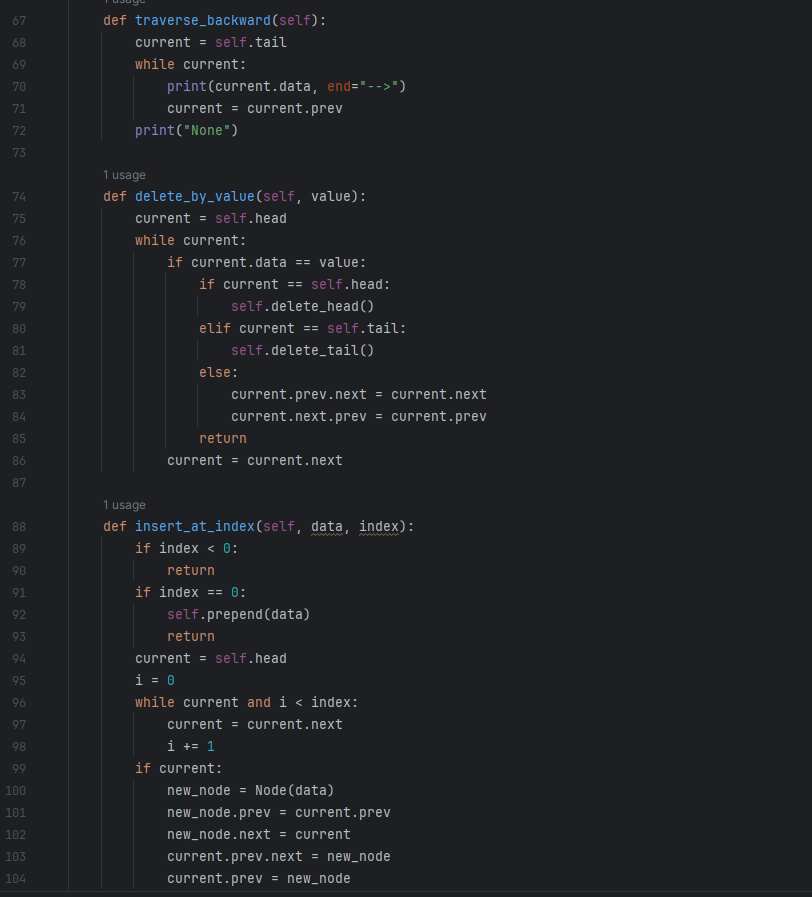 1 usage
67 def traverse_backward(self):
68     current = self.tail
69     while current:
70         print(current.data, end="-->")
71         current = current.prev
72     print("None")
73
1 usage
74 def delete_by_value(self, value):
75     current = self.head
76     while current:
77         if current.data == value:
78             if current == self.head:
79                 self.delete_head()
80             elif current == self.tail:
81                 self.delete_tail()
82             else:
83                 current.prev.next = current.next
84                 current.next.prev = current.prev
85             return
86         current = current.next
87
1 usage
88 def insert_at_index(self, data, index):
89     if index < 0:
90         return
91     if index == 0:
92         self.prepend(data)
93         return
94     current = self.head
95     i = 0
96     while current and i < index:
97         current = current.next
98         i += 1
99     if current:
100         new_node = Node(data)
101         new_node.prev = current.prev
102         new_node.next = current
103         current.prev.next = new_node
104         current.prev = new_node